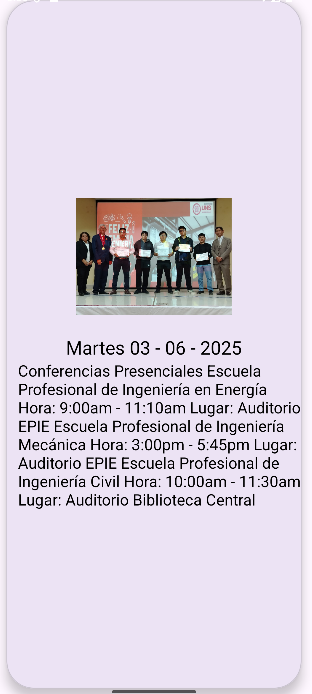 FELIZ
UNS
Martes 03 - 06 - 2025
Conferencias Presenciales Escuela
Profesional de Ingeniería en Energía
Hora: 9:00am - 11:10am Lugar: Auditorio
EPIE Escuela Profesional de Ingeniería
Mecánica Hora: 3:00pm - 5:45pm Lugar:
Auditorio EPIE Escuela Profesional de
Ingeniería Civil Hora: 10:00am - 11:30am
Lugar: Auditorio Biblioteca Central